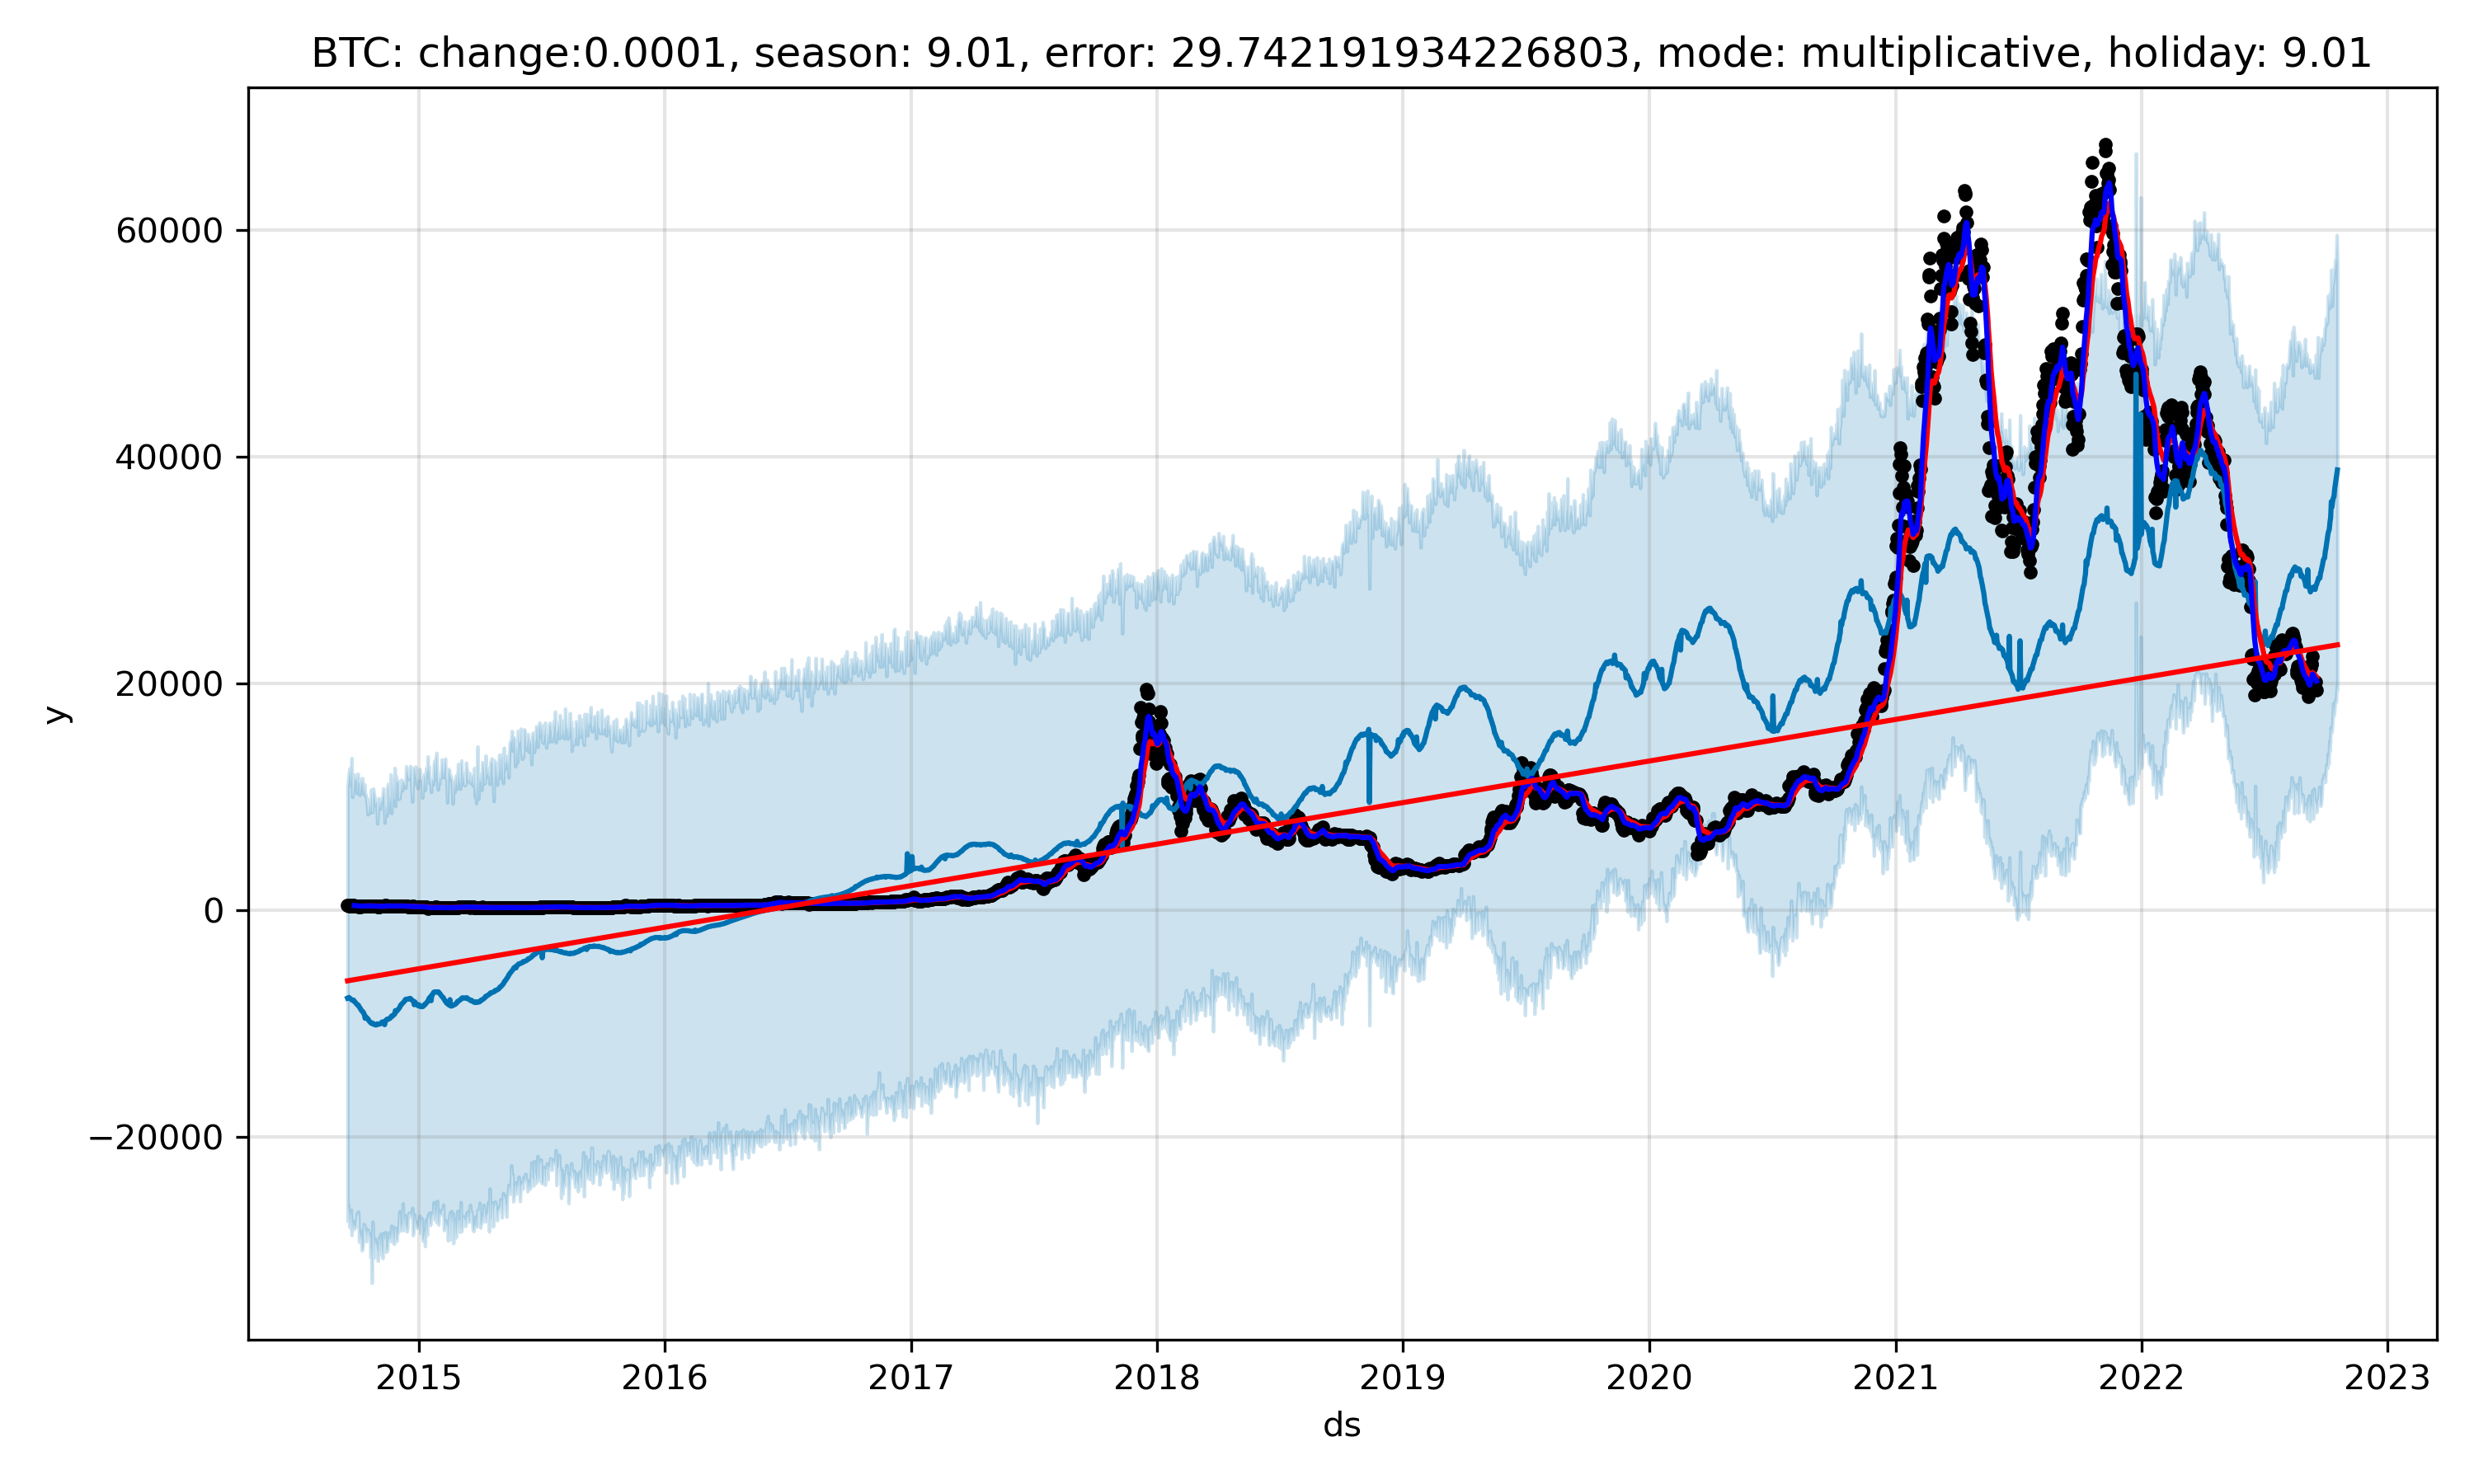 BTC: change:0.0001, season: 9.01, error: 29.742191934226803, mode: multiplicative, holiday: 9.01
60000
40000
20000
0
−20000
y
2015 2016 2017 2018 2019 2020 2021 2022 2023
ds